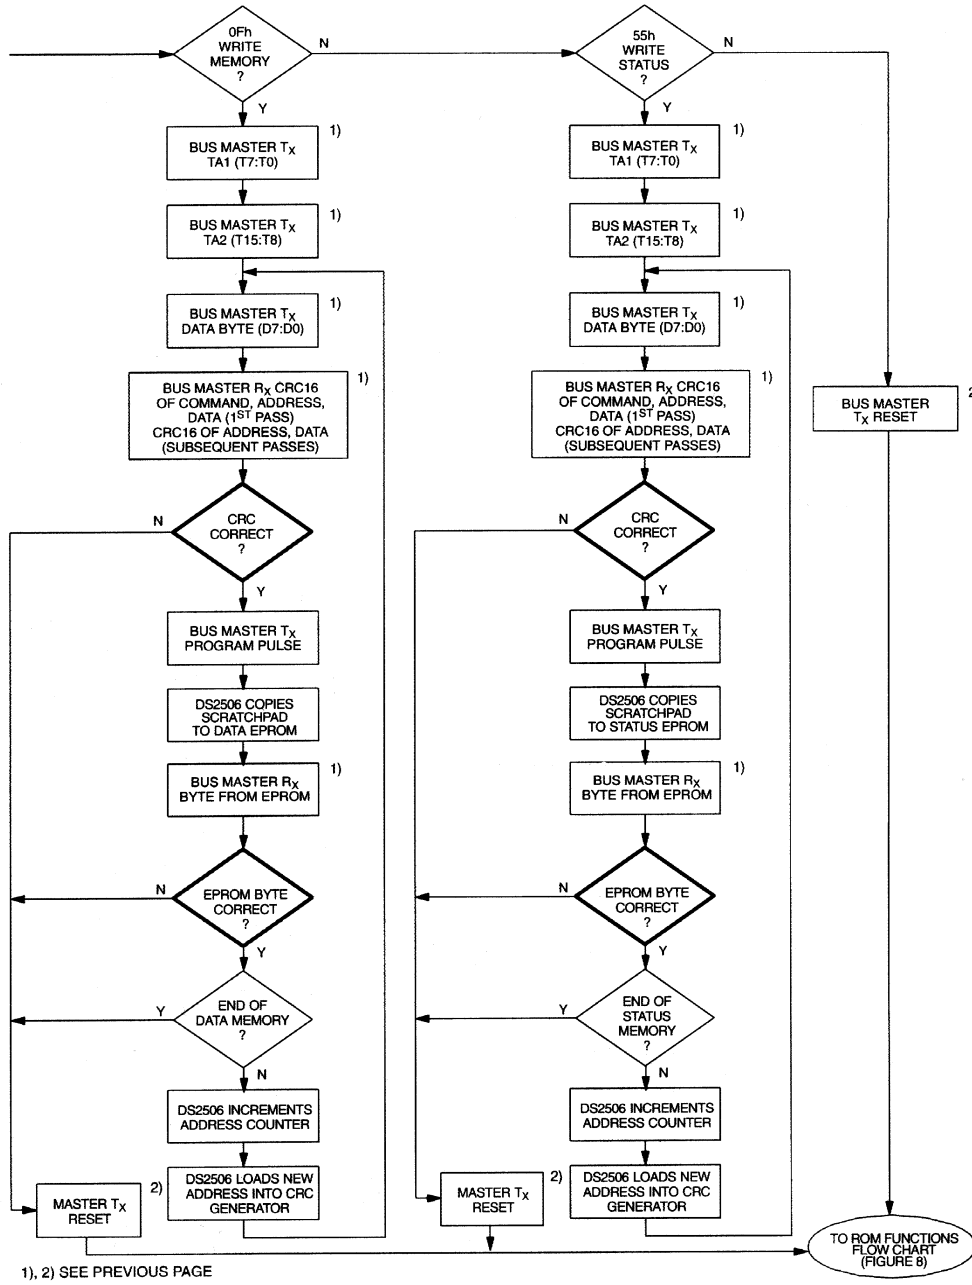 0Fh
WRITE
MEMORY
?
N
Y
1)
BUS MASTER TX
TA1 (T7:T0)
1)
BUS MASTER TX
TA2 (T15:T8)
1)
BUS MASTER TX
DATA BYTE (D7:D0)
1)
BUS MASTER RX CRC16
OF COMMAND, ADDRESS,
DATA (1ST PASS)
CRC16 OF ADDRESS, DATA
(SUBSEQUENT PASSES)
N
CRC
CORRECT
?
Y
BUS MASTER TX
PROGRAM PULSE
DS2506 COPIES
SCRATCHPAD
TO DATA EPROM
1)
BUS MASTER RX
BYTE FROM EPROM
N
EPROM BYTE
CORRECT
?
Y
Y
END OF
DATA MEMORY
?
N
DS2506 INCREMENTS
ADDRESS COUNTER
DS2506 LOADS NEW
ADDRESS INTO CRC
GENERATOR
2)
MASTER TX
RESET
55h
WRITE
STATUS
?
N
Y
1)
BUS MASTER TX
TA1 (T7:T0)
1)
BUS MASTER TX
TA2 (T15:T8)
1)
BUS MASTER TX
DATA BYTE (D7:D0)
1)
BUS MASTER RX CRC16
OF COMMAND, ADDRESS,
DATA (1ST PASS)
CRC16 OF ADDRESS, DATA
(SUBSEQUENT PASSES)
N
CRC
CORRECT
?
Y
BUS MASTER TX
PROGRAM PULSE
DS2506 COPIES
SCRATCHPAD
TO STATUS EPROM
1)
BUS MASTER RX
BYTE FROM EPROM
N
EPROM BYTE
CORRECT
?
Y
Y
END OF
STATUS
MEMORY
?
N
DS2506 INCREMENTS
ADDRESS COUNTER
DS2506 LOADS NEW
ADDRESS INTO CRC
GENERATOR
2)
MASTER TX
RESET
2
BUS MASTER
TX RESET
TO ROM FUNCTIONS
FLOW CHART
(FIGURE 8)
1), 2) SEE PREVIOUS PAGE